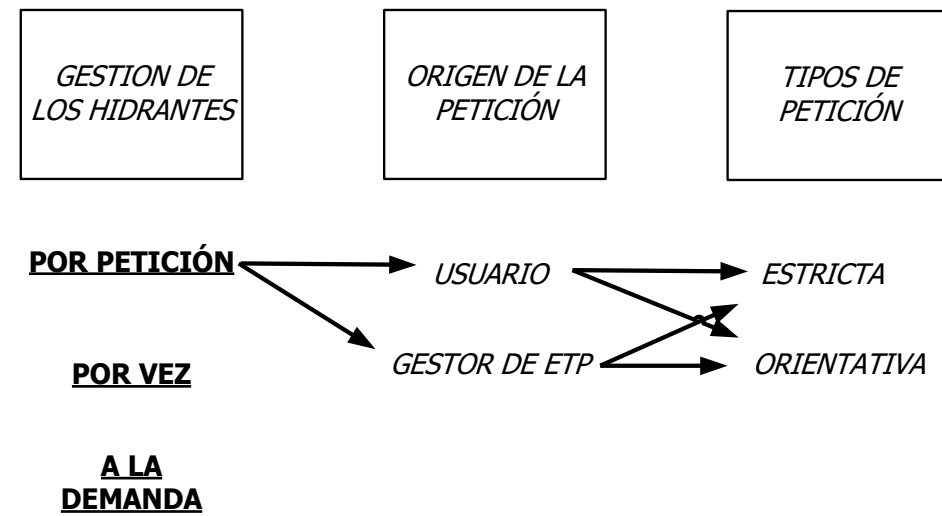 GESTION DE
LOS HIDRANTES
ORIGEN DE LA
PETICIÓN
TIPOS DE
PETICIÓN
POR PETICIÓN
USUARIO
ESTRICTA
GESTOR DE ETP
ORIENTATIVA
POR VEZ
A LA
DEMANDA